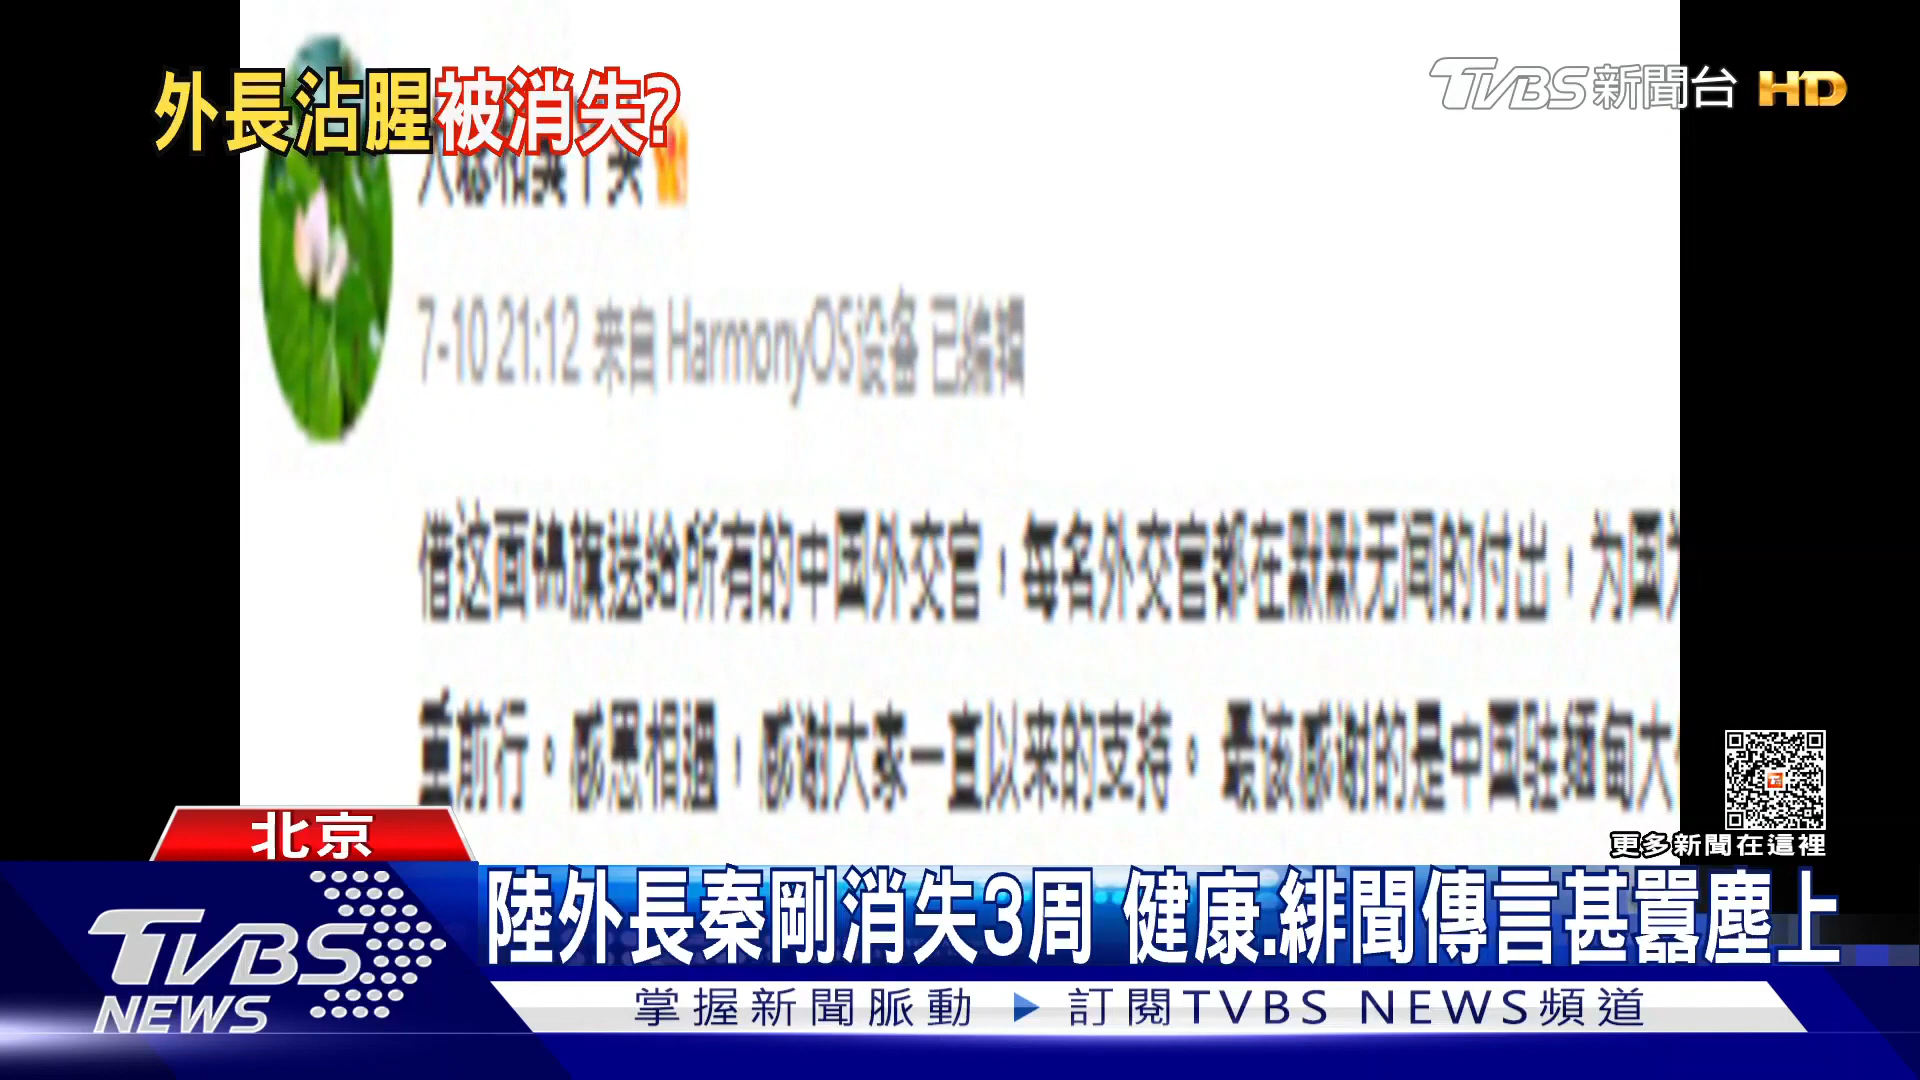 外長沾腥被消失?
TVBS新聞台 HD
7-10 21:12 来自 HarmonyOS设备 已编辑
借这面锦旗送给所有的中国外交官，每名外交官都在默默无闻的付出，为国
重前行。感恩相遇，感谢大家一直以来的支持。最该感谢的是中国驻缅甸大
更多新聞在這裡
北京
陸外長秦剛消失3周 健康.緋聞傳言甚囂塵上
TVBS NEWS
掌握新聞脈動 ▶ 訂閱TVBS NEWS頻道